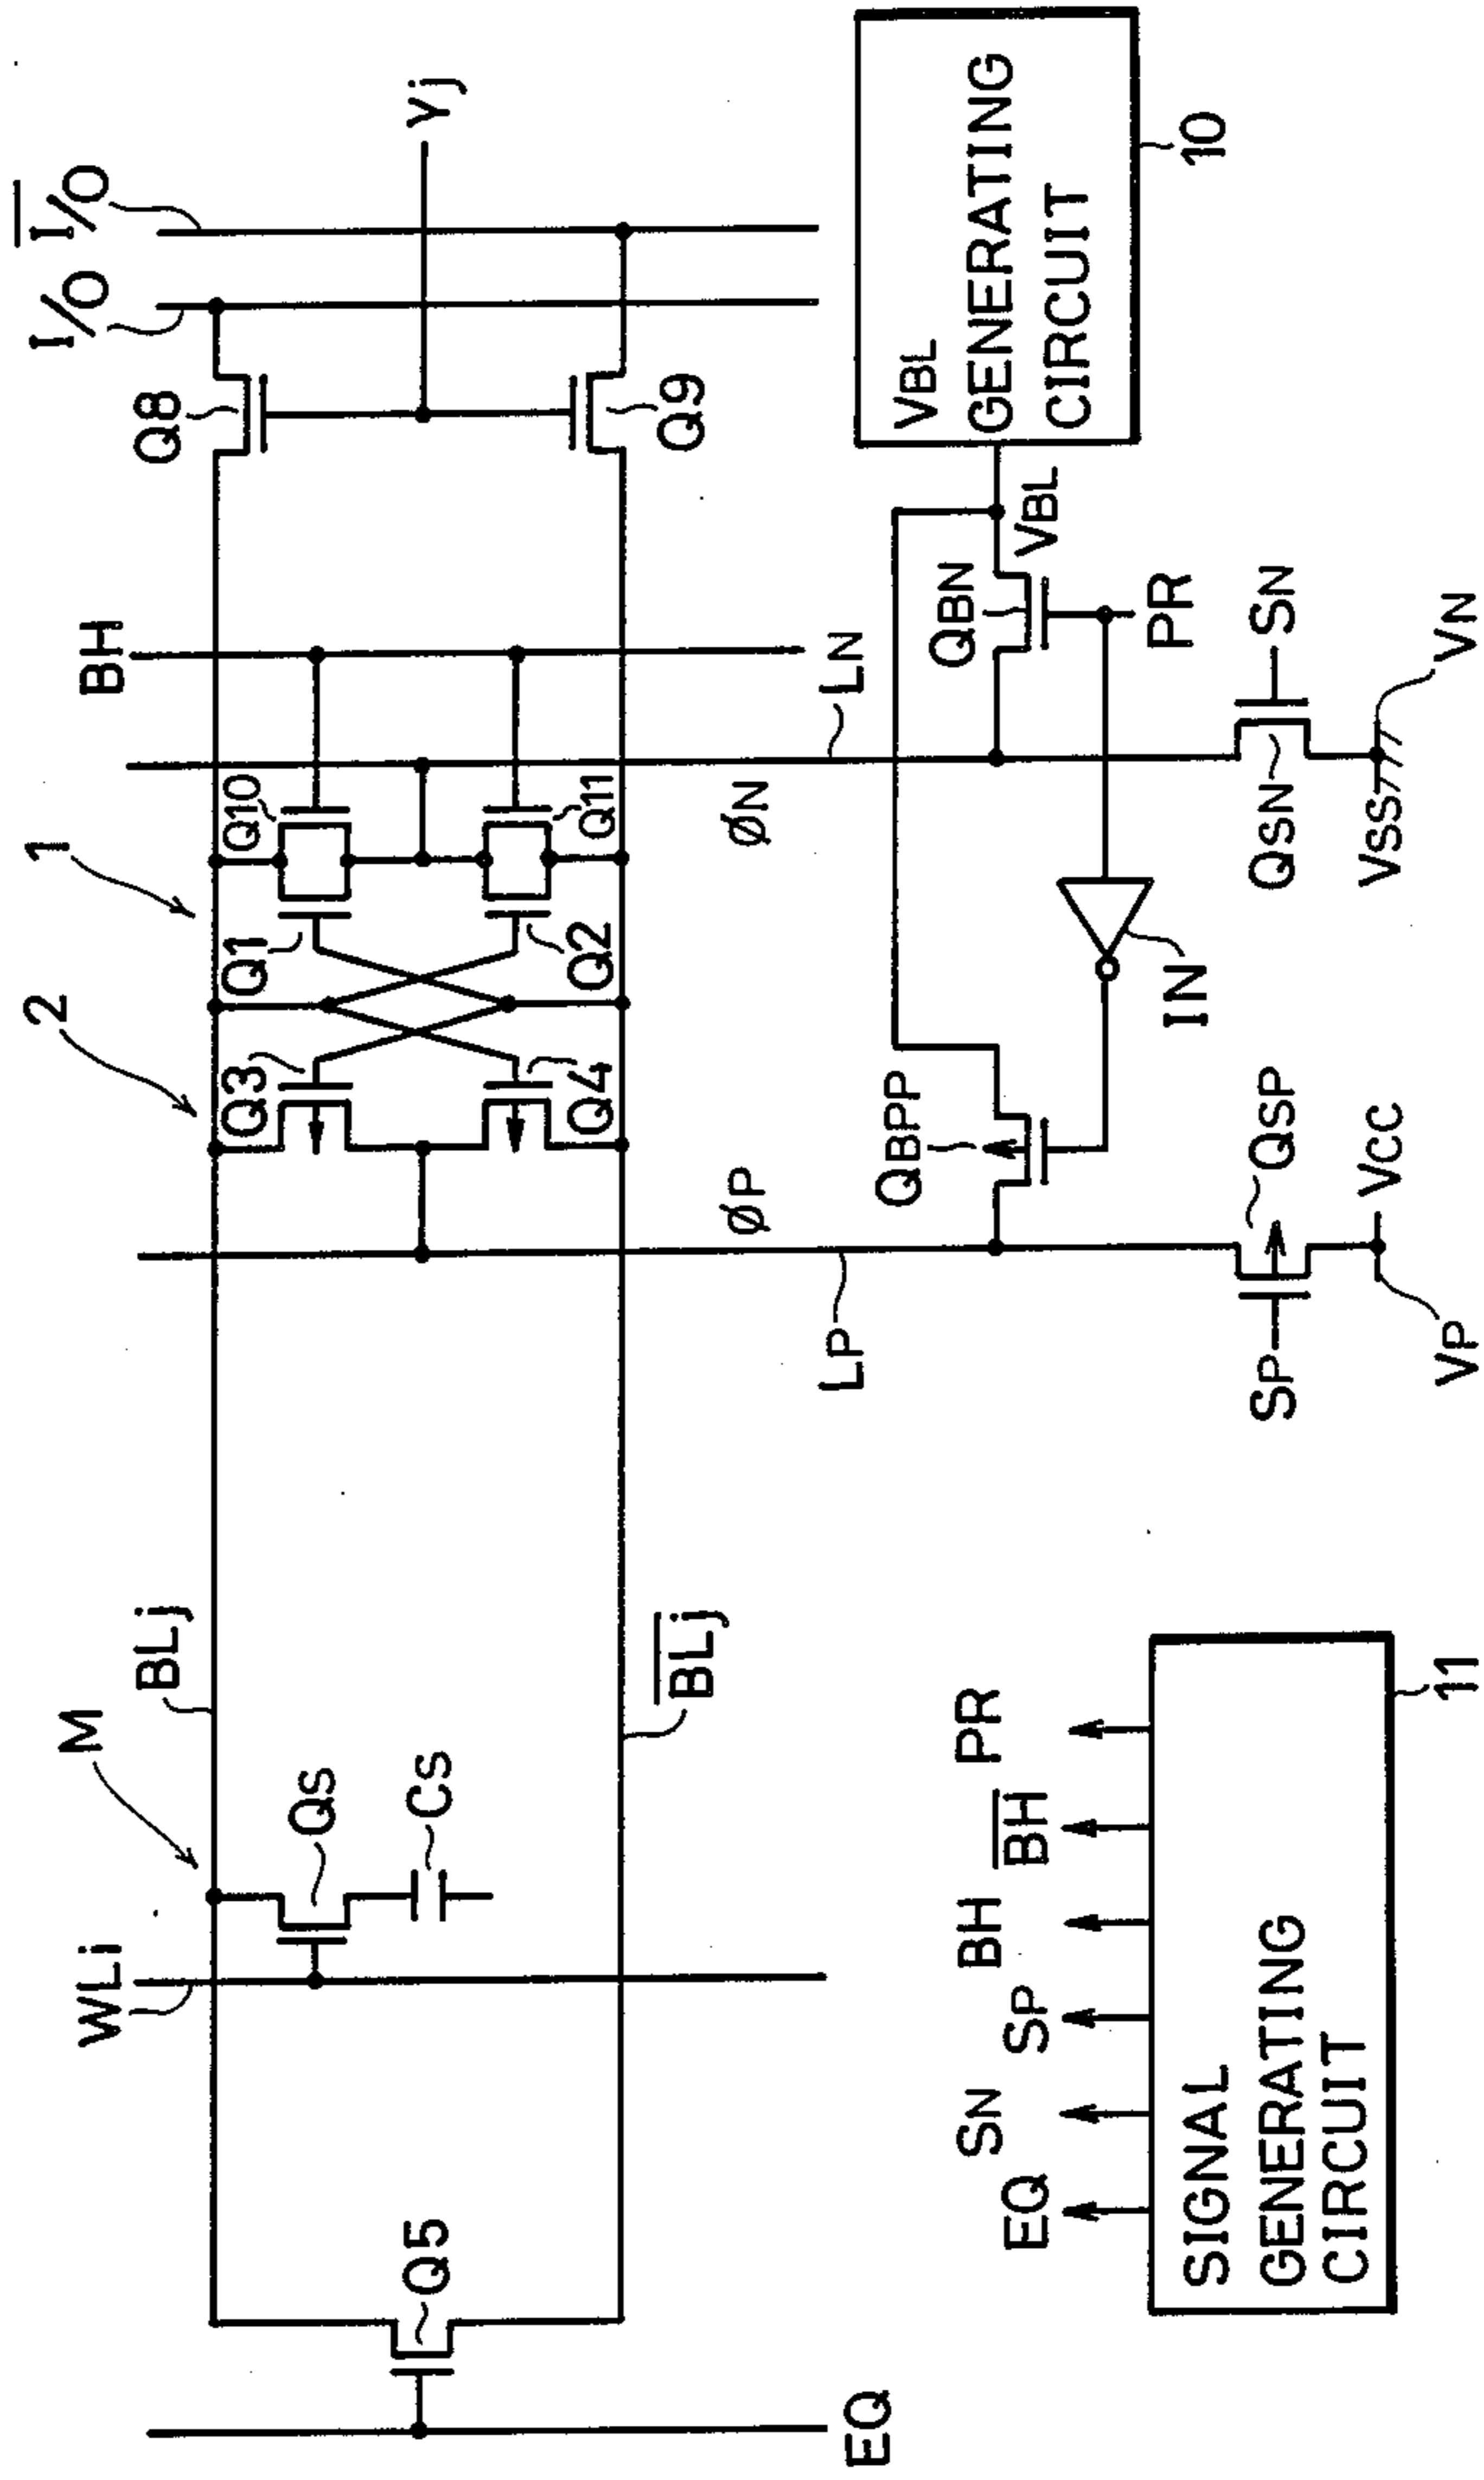 WLi
M
BLj
2
1
BH
I/O
I̅/O
Q8
Yj
QS
CS
Q3
Q1
Q10
Q5
Q4
Q2
Q11
Q9
B̅L̅j̅
EQ
LP
ØP
ØN
LN
VBL
GENERATING
CIRCUIT
10
QBPP
QBN
VBL
IN
PR
SP
QSP
QSN
SN
VP
VCC
VSS
VN
EQ
SN
SP
BH
B̅H̅
PR
SIGNAL
GENERATING
CIRCUIT
11